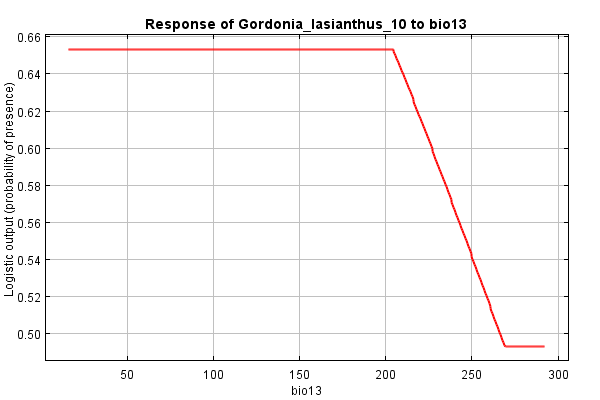 Response of Gordonia_lasianthus_10 to bio13
Logistic output (probability of presence)
0.66
0.64
0.62
0.60
0.58
0.56
0.54
0.52
0.50
50 100 150 200 250 300
bio13